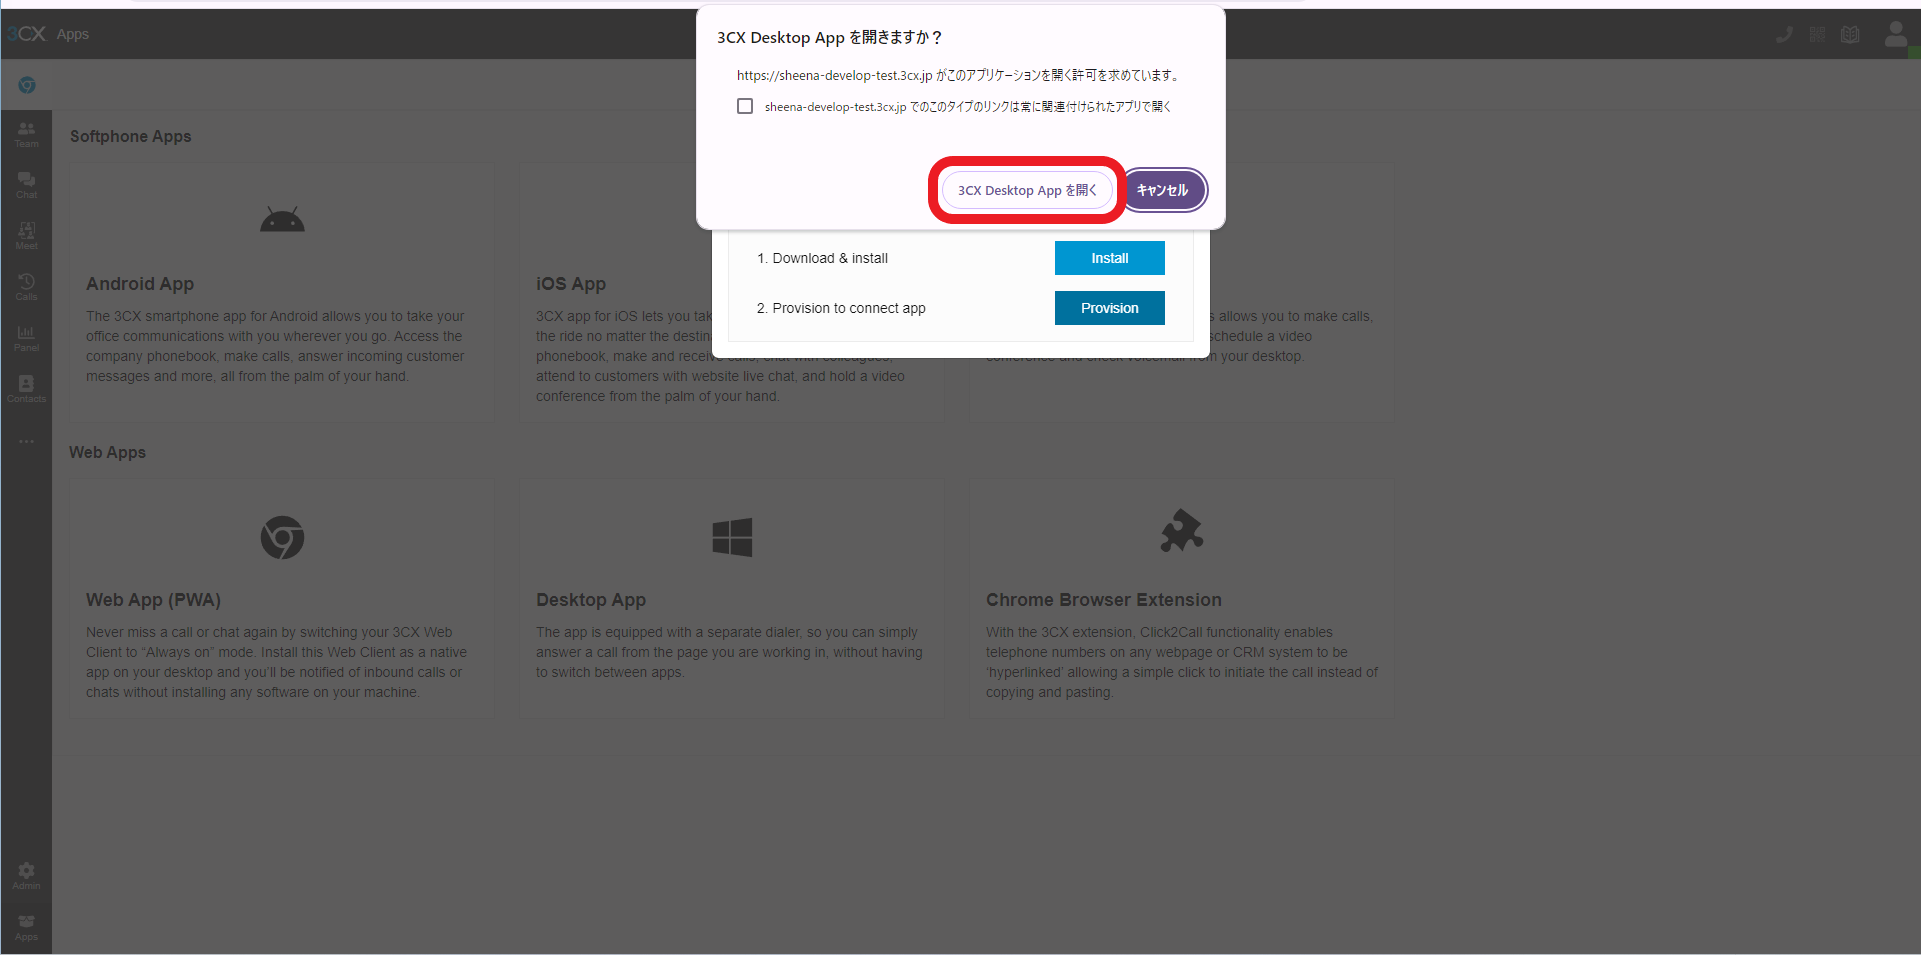 3CX Apps
3CX Desktop App を開きますか？
https://sheena-develop-test.3cx.jp がこのアプリケーションを開く許可を求めています。
sheena-develop-test.3cx.jp でのこのタイプのリンクは常に関連付けられたアプリで開く
3CX Desktop App を開く
キャンセル
1. Download & install
Install
2. Provision to connect app
Provision
Team
Chat
Meet
Calls
Panel
Contacts
Admin
Apps
Softphone Apps
Android App
The 3CX smartphone app for Android allows you to take your
office communications with you wherever you go. Access the
company phonebook, make calls, answer incoming customer
messages and more, all from the palm of your hand.
iOS App
3CX app for iOS lets you
the ride no matter the
phonebook, make and receive calls, chat with colleagues,
attend to customers with website live chat, and hold a video
conference from the palm of your hand.
allows you to make calls,
schedule a video
conference and check voicemail from your desktop.
Web Apps
Web App (PWA)
Never miss a call or chat again by switching your 3CX Web
Client to “Always on” mode. Install this Web Client as a native
app on your desktop and you’ll be notified of inbound calls or
chats without installing any software on your machine.
Desktop App
The app is equipped with a separate dialer, so you can simply
answer a call from the page you are working in, without having
to switch between apps.
Chrome Browser Extension
With the 3CX extension, Click2Call functionality enables
telephone numbers on any webpage or CRM system to be
‘hyperlinked’ allowing a simple click to initiate the call instead of
copying and pasting.